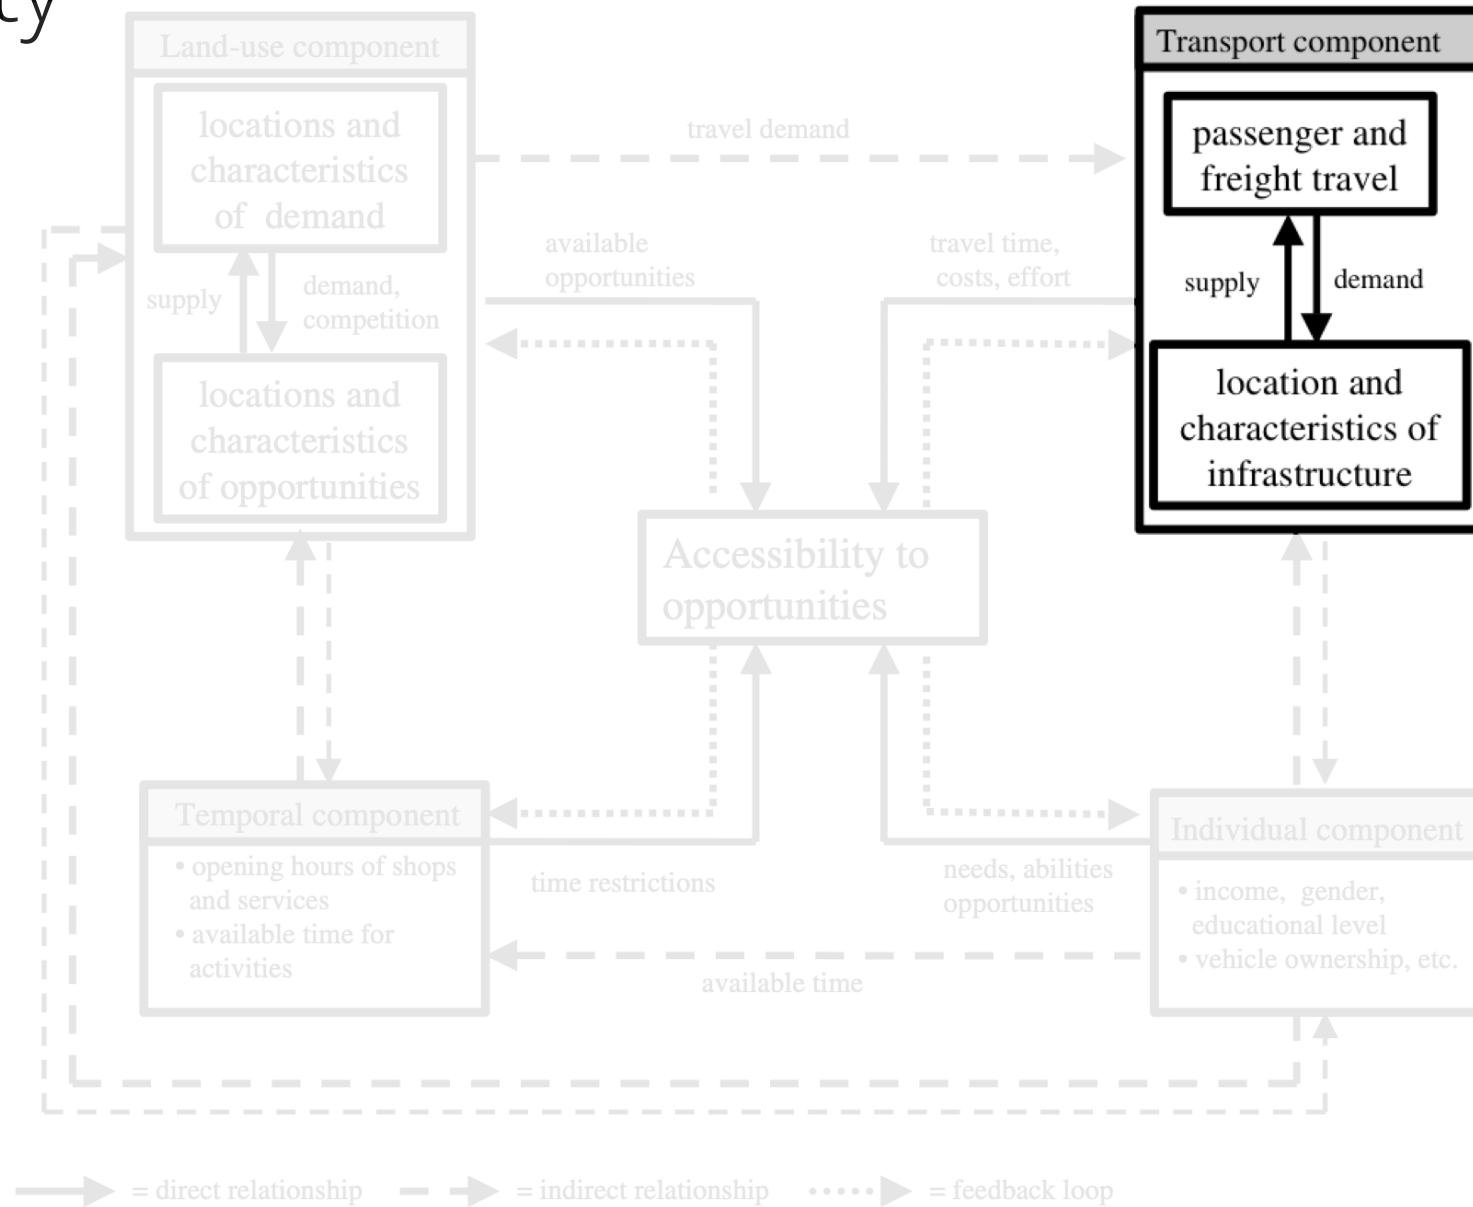 ty
Land-use component
locations and
characteristics
of demand
supply
demand,
competition
locations and
characteristics
of opportunities
travel demand
available
opportunities
travel time,
costs, effort
Transport component
passenger and
freight travel
supply
demand
location and
characteristics of
infrastructure
Accessibility to
opportunities
Temporal component
• opening hours of shops
and services
• available time for
activities
time restrictions
needs, abilities
opportunities
available time
Individual component
• income, gender,
educational level
• vehicle ownership, etc.
= direct relationship
= indirect relationship
= feedback loop